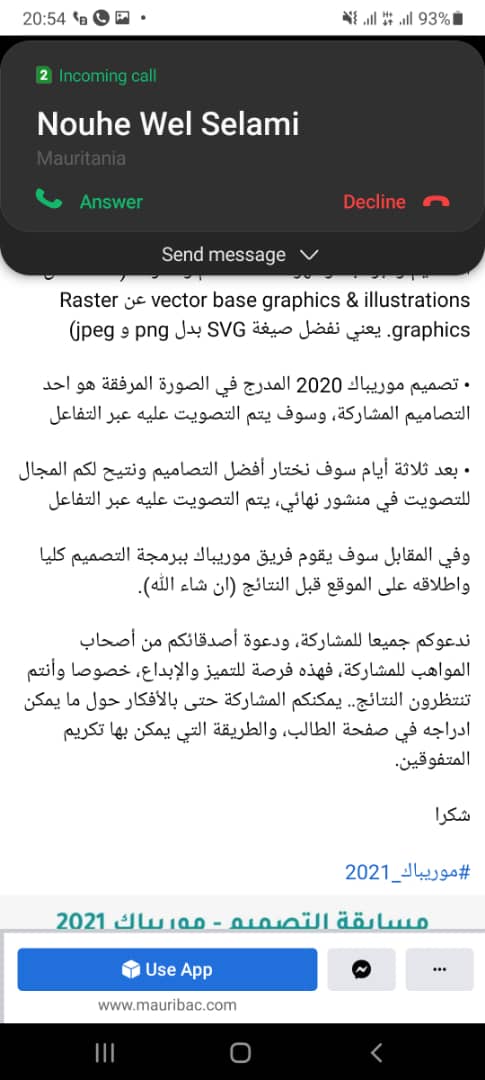 20:54
93%
2 Incoming call
Nouhe Wel Selami
Mauritania
Answer
Decline
Send message
Raster عن vector base graphics & illustrations
graphics. يعني نفضل صيغة SVG بدل png و jpeg)
• تصميم موريباك 2020 المدرج في الصورة المرفقة هو احد
التصاميم المشاركة، وسوف يتم التصويت عليه عبر التفاعل
• بعد ثلاثة أيام سوف نختار أفضل التصاميم ونتيح لكم المجال
للتصويت في منشور نهائي، يتم التصويت عليه عبر التفاعل
وفي المقابل سوف يقوم فريق موريباك ببرمجة التصميم كليا
واطلاقه على الموقع قبل النتائج (ان شاء الله).
ندعوكم جميعا للمشاركة، ودعوة أصدقائكم من أصحاب
المواهب للمشاركة، فهذه فرصة للتميز والإبداع، خصوصا وأنتم
تنتظرون النتائج.. يمكنكم المشاركة حتى بالأفكار حول ما يمكن
ادراجه في صفحة الطالب، والطريقة التي يمكن بها تكريم
المتفوقين.
شكرا
#موريباك_2021
مسابقة التصميم - موريباك 2021
Use App
www.mauribac.com